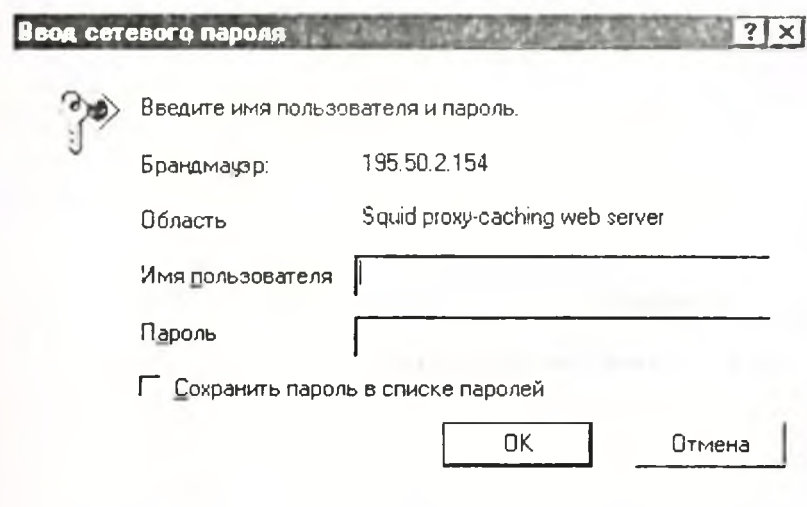 Ввод сетевого пароля ? ×
Введите имя пользователя и пароль.
Брандмауэр: 195.50.2.154
Область Squid proxy-caching web server
Имя пользователя
Пароль
Сохранить пароль в списке паролей
OK Отмена